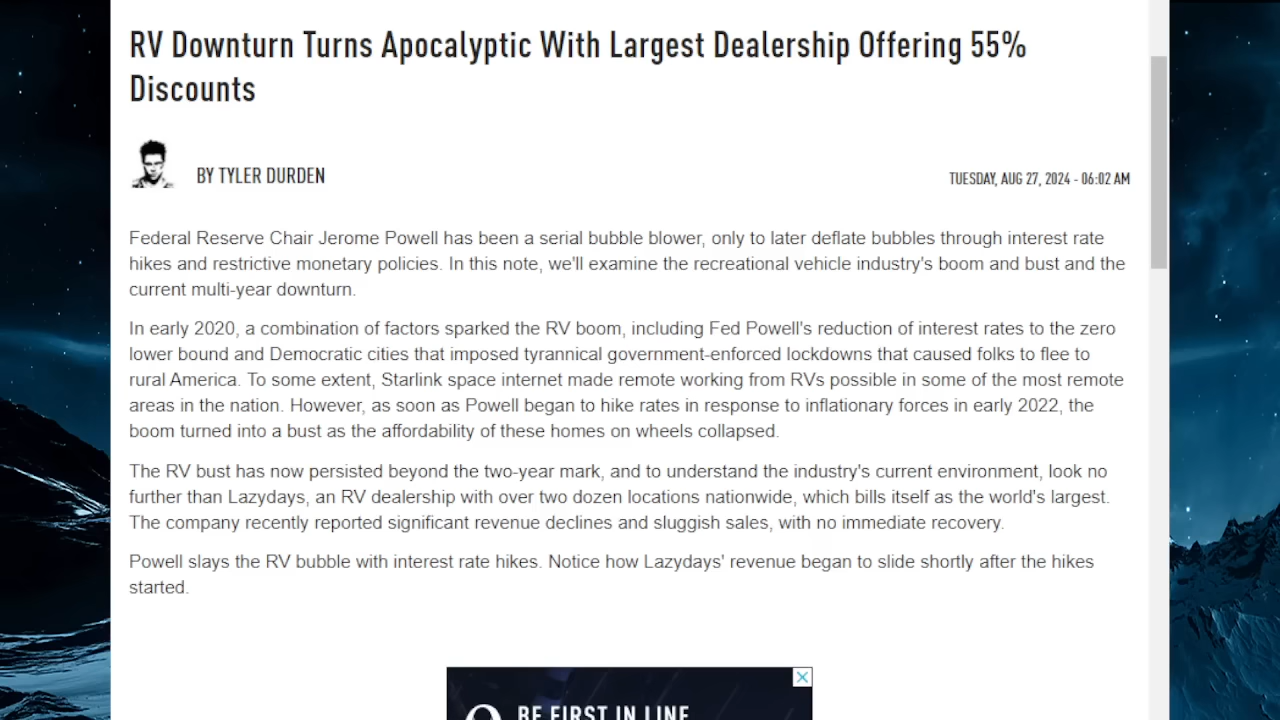 RV Downturn Turns Apocalyptic With Largest Dealership Offering 55%
Discounts
BY TYLER DURDEN
TUESDAY, AUG 27, 2024 - 06:02 AM
Federal Reserve Chair Jerome Powell has been a serial bubble blower, only to later deflate bubbles through interest rate
hikes and restrictive monetary policies. In this note, we'll examine the recreational vehicle industry's boom and bust and the
current multi-year downturn.
In early 2020, a combination of factors sparked the RV boom, including Fed Powell's reduction of interest rates to the zero
lower bound and Democratic cities that imposed tyrannical government-enforced lockdowns that caused folks to flee to
rural America. To some extent, Starlink space internet made remote working from RVs possible in some of the most remote
areas in the nation. However, as soon as Powell began to hike rates in response to inflationary forces in early 2022, the
boom turned into a bust as the affordability of these homes on wheels collapsed.
The RV bust has now persisted beyond the two-year mark, and to understand the industry's current environment, look no
further than Lazydays, an RV dealership with over two dozen locations nationwide, which bills itself as the world's largest.
The company recently reported significant revenue declines and sluggish sales, with no immediate recovery.
Powell slays the RV bubble with interest rate hikes. Notice how Lazydays' revenue began to slide shortly after the hikes
started.
BE FIRST IN LINE